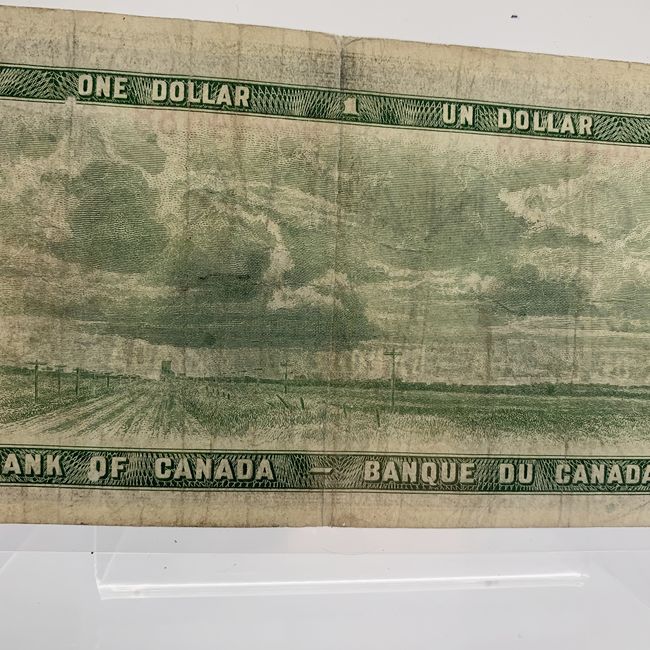 ONE DOLLAR 1 UN DOLLAR
ANK OF CANADA — BANQUE DU CANADA